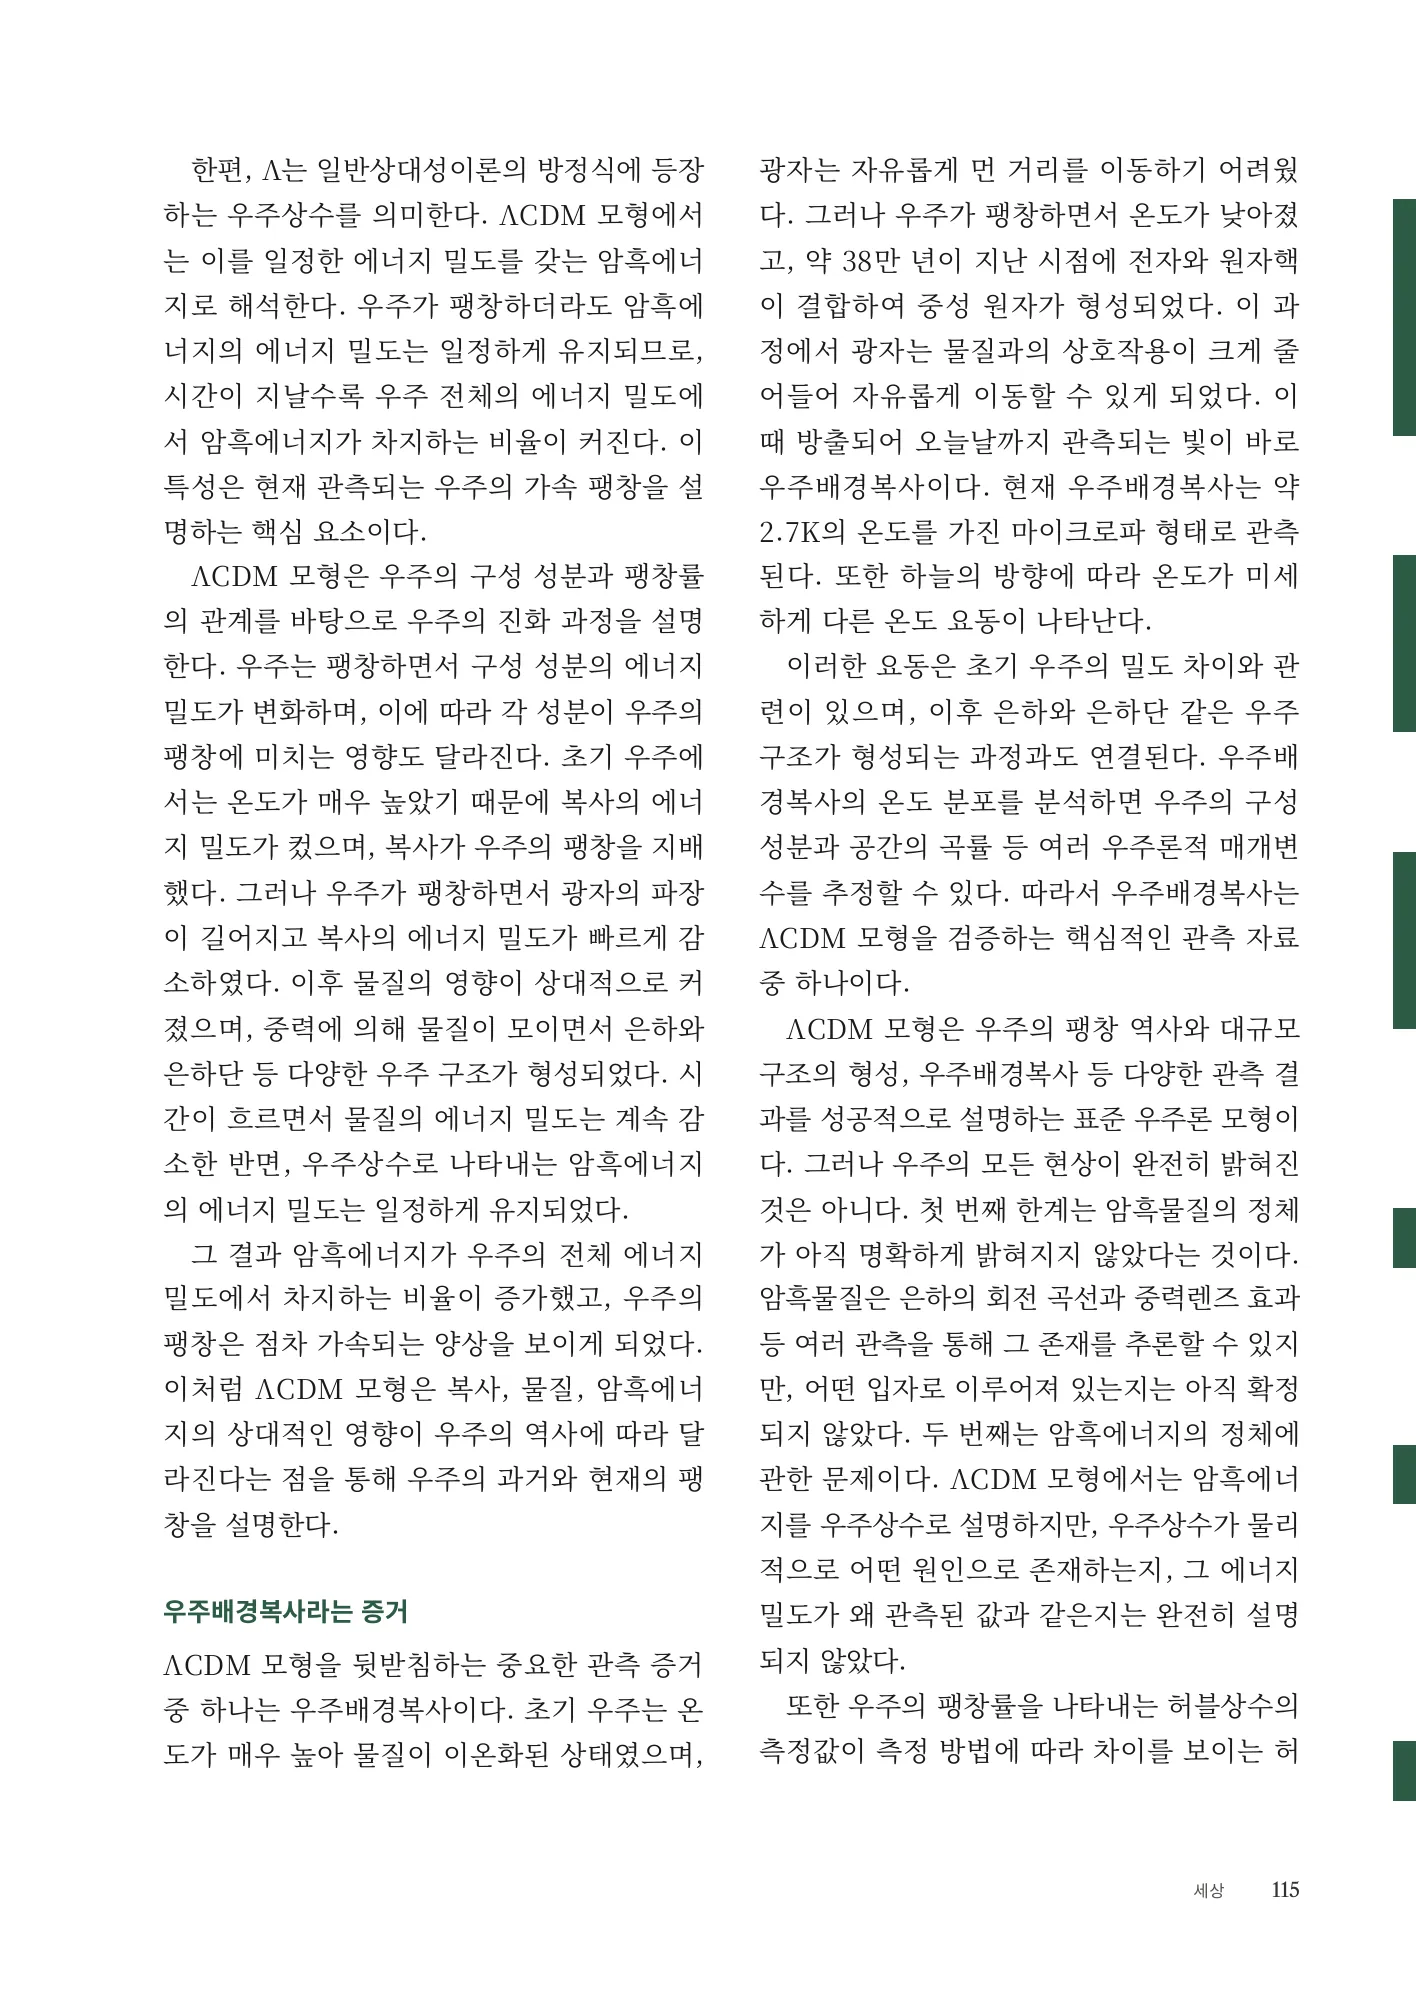 한편, Λ는 일반상대성이론의 방정식에 등장
하는 우주상수를 의미한다. ΛCDM 모형에서
는 이를 일정한 에너지 밀도를 갖는 암흑에너
지로 해석한다. 우주가 팽창하더라도 암흑에
너지의 에너지 밀도는 일정하게 유지되므로,
시간이 지날수록 우주 전체의 에너지 밀도에
서 암흑에너지가 차지하는 비율이 커진다. 이
특성은 현재 관측되는 우주의 가속 팽창을 설
명하는 핵심 요소이다.
ΛCDM 모형은 우주의 구성 성분과 팽창률
의 관계를 바탕으로 우주의 진화 과정을 설명
한다. 우주는 팽창하면서 구성 성분의 에너지
밀도가 변화하며, 이에 따라 각 성분이 우주의
팽창에 미치는 영향도 달라진다. 초기 우주에
서는 온도가 매우 높았기 때문에 복사의 에너
지 밀도가 컸으며, 복사가 우주의 팽창을 지배
했다. 그러나 우주가 팽창하면서 광자의 파장
이 길어지고 복사의 에너지 밀도가 빠르게 감
소하였다. 이후 물질의 영향이 상대적으로 커
졌으며, 중력에 의해 물질이 모이면서 은하와
은하단 등 다양한 우주 구조가 형성되었다. 시
간이 흐르면서 물질의 에너지 밀도는 계속 감
소한 반면, 우주상수로 나타내는 암흑에너지
의 에너지 밀도는 일정하게 유지되었다.
그 결과 암흑에너지가 우주의 전체 에너지
밀도에서 차지하는 비율이 증가했고, 우주의
팽창은 점차 가속되는 양상을 보이게 되었다.
이처럼 ΛCDM 모형은 복사, 물질, 암흑에너
지의 상대적인 영향이 우주의 역사에 따라 달
라진다는 점을 통해 우주의 과거와 현재의 팽
창을 설명한다.
우주배경복사라는 증거
ΛCDM 모형을 뒷받침하는 중요한 관측 증거
중 하나는 우주배경복사이다. 초기 우주는 온
도가 매우 높아 물질이 이온화된 상태였으며,
광자는 자유롭게 먼 거리를 이동하기 어려웠
다. 그러나 우주가 팽창하면서 온도가 낮아졌
고, 약 38만 년이 지난 시점에 전자와 원자핵
이 결합하여 중성 원자가 형성되었다. 이 과
정에서 광자는 물질과의 상호작용이 크게 줄
어들어 자유롭게 이동할 수 있게 되었다. 이
때 방출되어 오늘날까지 관측되는 빛이 바로
우주배경복사이다. 현재 우주배경복사는 약
2.7K의 온도를 가진 마이크로파 형태로 관측
된다. 또한 하늘의 방향에 따라 온도가 미세
하게 다른 온도 요동이 나타난다.
이러한 요동은 초기 우주의 밀도 차이와 관
련이 있으며, 이후 은하와 은하단 같은 우주
구조가 형성되는 과정과도 연결된다. 우주배
경복사의 온도 분포를 분석하면 우주의 구성
성분과 공간의 곡률 등 여러 우주론적 매개변
수를 추정할 수 있다. 따라서 우주배경복사는
ΛCDM 모형을 검증하는 핵심적인 관측 자료
중 하나이다.
ΛCDM 모형은 우주의 팽창 역사와 대규모
구조의 형성, 우주배경복사 등 다양한 관측 결
과를 성공적으로 설명하는 표준 우주론 모형이
다. 그러나 우주의 모든 현상이 완전히 밝혀진
것은 아니다. 첫 번째 한계는 암흑물질의 정체
가 아직 명확하게 밝혀지지 않았다는 것이다.
암흑물질은 은하의 회전 곡선과 중력렌즈 효과
등 여러 관측을 통해 그 존재를 추론할 수 있지
만, 어떤 입자로 이루어져 있는지는 아직 확정
되지 않았다. 두 번째는 암흑에너지의 정체에
관한 문제이다. ΛCDM 모형에서는 암흑에너
지를 우주상수로 설명하지만, 우주상수가 물리
적으로 어떤 원인으로 존재하는지, 그 에너지
밀도가 왜 관측된 값과 같은지는 완전히 설명
되지 않았다.
또한 우주의 팽창률을 나타내는 허블상수의
측정값이 측정 방법에 따라 차이를 보이는 허
세상 115